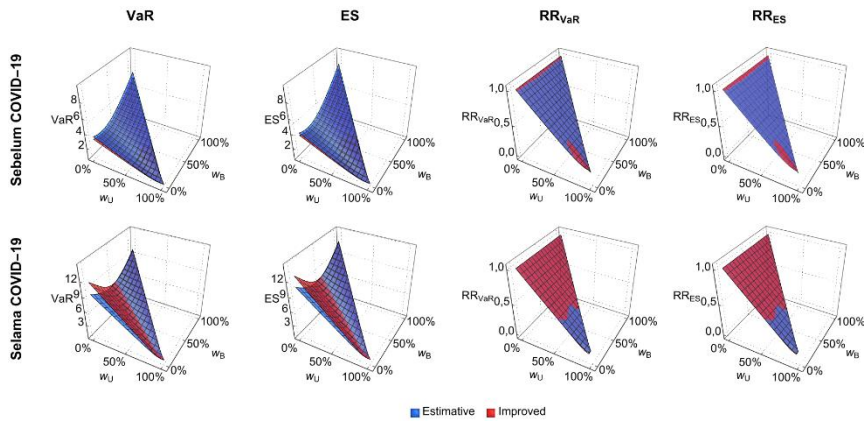 VaR ES RR_VaR RR_ES
Sebelum COVID–19
8
VaR 6
4
2
0%
50%
w_U
100%
0%
50%
w_B
100%
8
ES 6
4
2
0%
50%
w_U
100%
0%
50%
w_B
100%
1,0
RR_VaR 0,5
0,0
0%
50%
w_U
100%
0%
50%
w_B
100%
1,0
RR_ES 0,5
0,0
0%
50%
w_U
100%
0%
50%
w_B
100%
Selama COVID–19
12
VaR 9
6
3
0%
50%
w_U
100%
0%
50%
w_B
100%
12
ES 9
6
3
0%
50%
w_U
100%
0%
50%
w_B
100%
1,0
RR_VaR 0,5
0,0
0%
50%
w_U
100%
0%
50%
w_B
100%
1,0
RR_ES 0,5
0,0
0%
50%
w_U
100%
0%
50%
w_B
100%
Estimative Improved